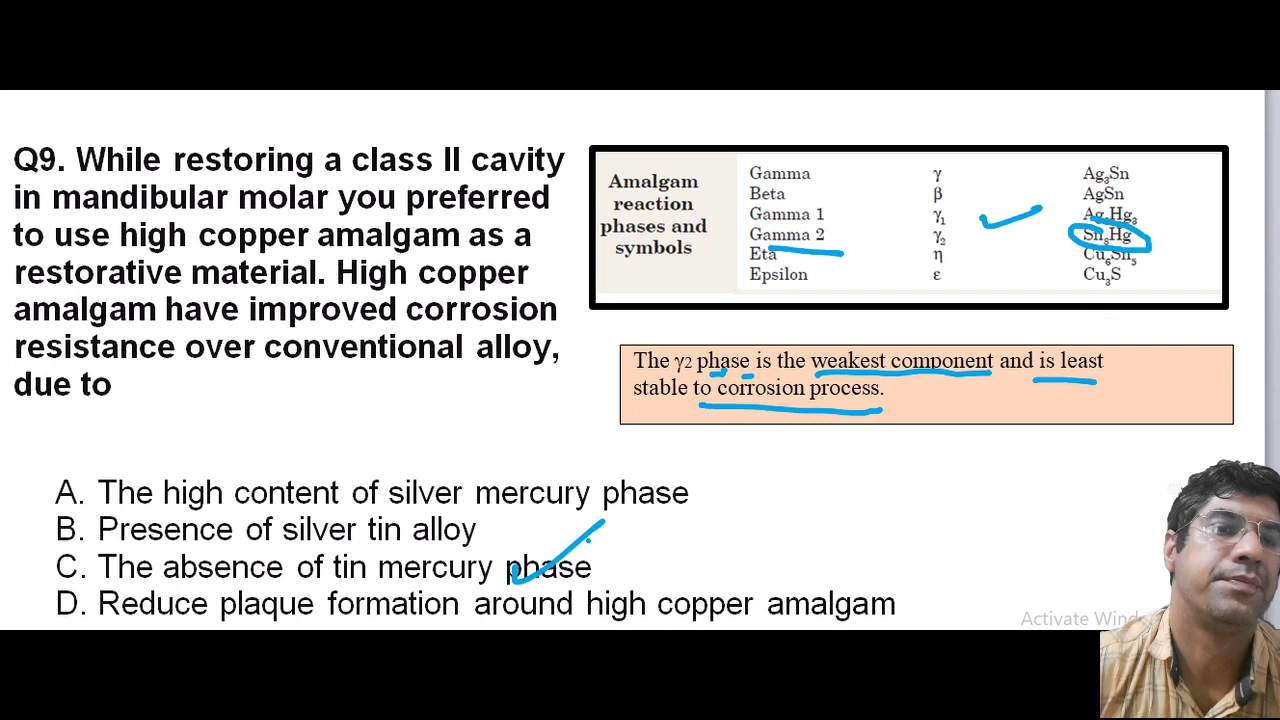 Q9. While restoring a class II cavity
in mandibular molar you preferred
to use high copper amalgam as a
restorative material. High copper
amalgam have improved corrosion
resistance over conventional alloy,
due to
Amalgam
reaction
phases and
symbols
Gamma γ Ag₃Sn
Beta β AgSn
Gamma 1 γ₁ Ag₂Hg₃
Gamma 2 γ₂ Sn₈Hg
Eta η Cu₆Sn₅
Epsilon ε Cu₃S
The γ2 phase is the weakest component and is least
stable to corrosion process.
A. The high content of silver mercury phase
B. Presence of silver tin alloy
C. The absence of tin mercury phase
D. Reduce plaque formation around high copper amalgam
Activate